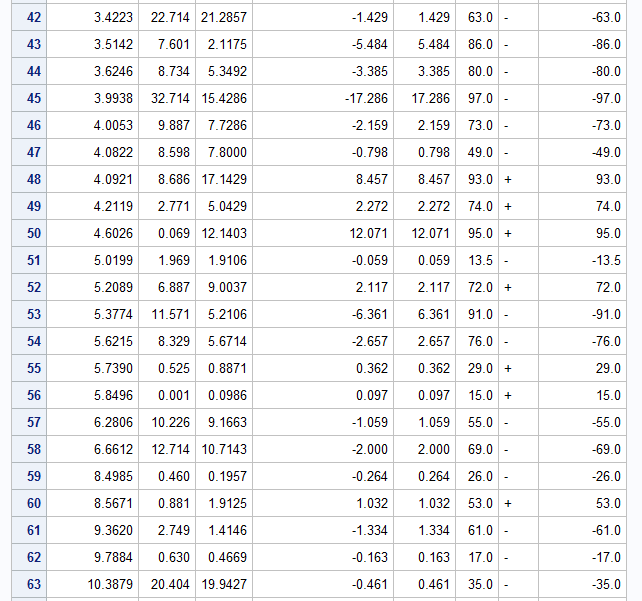 42 3.4223 22.714 21.2857 -1.429 1.429 63.0 - -63.0
43 3.5142 7.601 2.1175 -5.484 5.484 86.0 - -86.0
44 3.6246 8.734 5.3492 -3.385 3.385 80.0 - -80.0
45 3.9938 32.714 15.4286 -17.286 17.286 97.0 - -97.0
46 4.0053 9.887 7.7286 -2.159 2.159 73.0 - -73.0
47 4.0822 8.598 7.8000 -0.798 0.798 49.0 - -49.0
48 4.0921 8.686 17.1429 8.457 8.457 93.0 + 93.0
49 4.2119 2.771 5.0429 2.272 2.272 74.0 + 74.0
50 4.6026 0.069 12.1403 12.071 12.071 95.0 + 95.0
51 5.0199 1.969 1.9106 -0.059 0.059 13.5 - -13.5
52 5.2089 6.887 9.0037 2.117 2.117 72.0 + 72.0
53 5.3774 11.571 5.2106 -6.361 6.361 91.0 - -91.0
54 5.6215 8.329 5.6714 -2.657 2.657 76.0 - -76.0
55 5.7390 0.525 0.8871 0.362 0.362 29.0 + 29.0
56 5.8496 0.001 0.0986 0.097 0.097 15.0 + 15.0
57 6.2806 10.226 9.1663 -1.059 1.059 55.0 - -55.0
58 6.6612 12.714 10.7143 -2.000 2.000 69.0 - -69.0
59 8.4985 0.460 0.1957 -0.264 0.264 26.0 - -26.0
60 8.5671 0.881 1.9125 1.032 1.032 53.0 + 53.0
61 9.3620 2.749 1.4146 -1.334 1.334 61.0 - -61.0
62 9.7884 0.630 0.4669 -0.163 0.163 17.0 - -17.0
63 10.3879 20.404 19.9427 -0.461 0.461 35.0 - -35.0